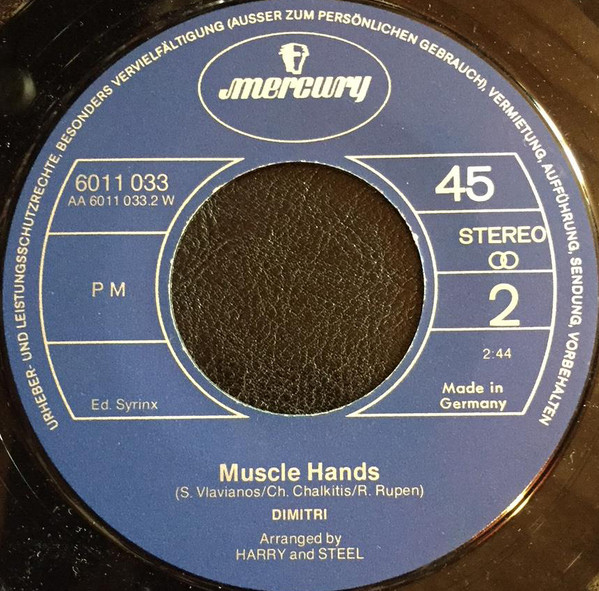 URHEBER- UND LEISTUNGSSCHUTZRECHTE, BESONDERS VERVIELFÄLTIGUNG (AUSSER ZUM PERSÖNLICHEN GEBRAUCH), VERMIETUNG, AUFFÜHRUNG, SENDUNG, VORBEHALTEN
mercury
6011 033
AA 6011 033.2 W
P M
Ed. Syrinx
45
STEREO
2
2:44
Made in
Germany
Muscle Hands
(S. Vlavianos/Ch. Chalkitis/R. Rupen)
DIMITRI
Arranged by
HARRY and STEEL